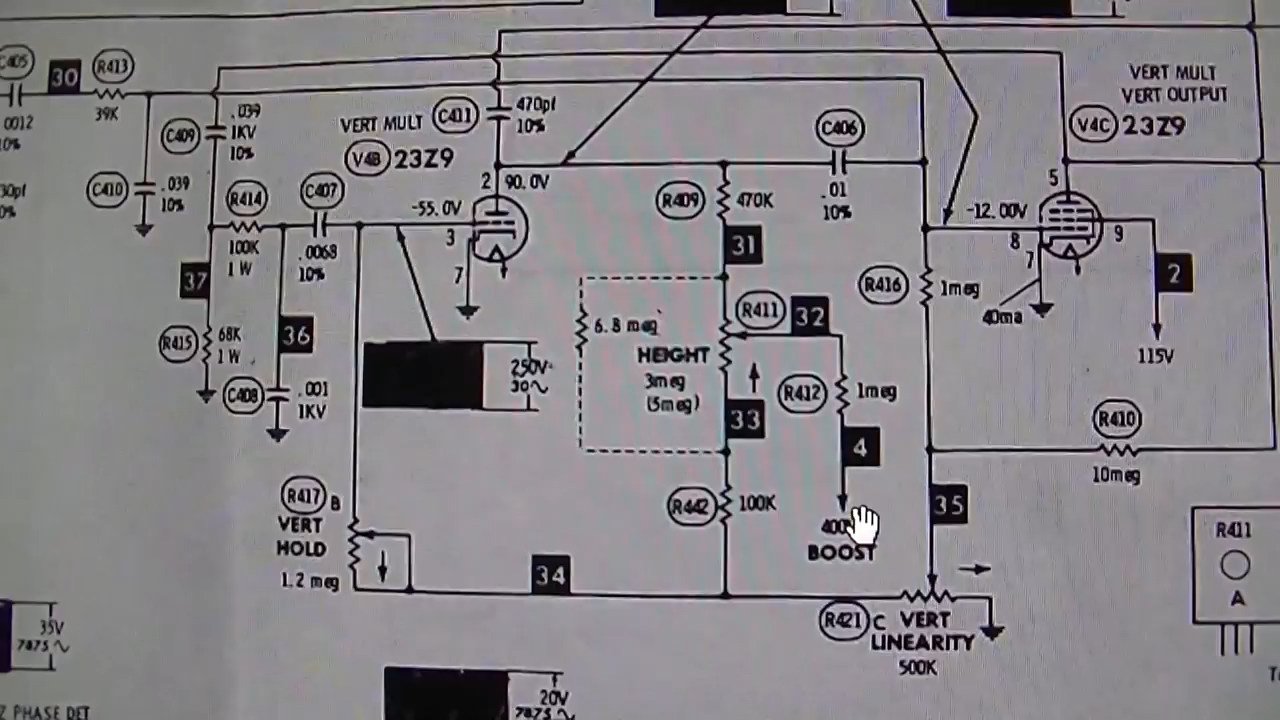 C405
30
R413
0012
10%
39K
C409
.039
1KV
10%
C410
.039
10%
30pf
0%
VERT MULT
V4B 23Z9
C411
470pf
10%
2
90.0V
-55.0V
3
7
R414
100K
1 W
C407
.0068
10%
37
36
R415
68K
1 W
C408
.001
1KV
250V
30∿
R409
470K
31
C406
.01
10%
VERT MULT
VERT OUTPUT
V4C 23Z9
5
-12.00V
8
7
9
40ma
2
115V
R416
1meg
6.8 meg
R411
32
HEIGHT
3meg
(5meg)
33
R412
1meg
4
BOOST
R442
100K
R410
10meg
35
R417 B
VERT
HOLD
1.2 meg
34
R421 C VERT
LINEARITY
500K
R411
A
35V
7875∿
20V
7875∿
PHASE DET